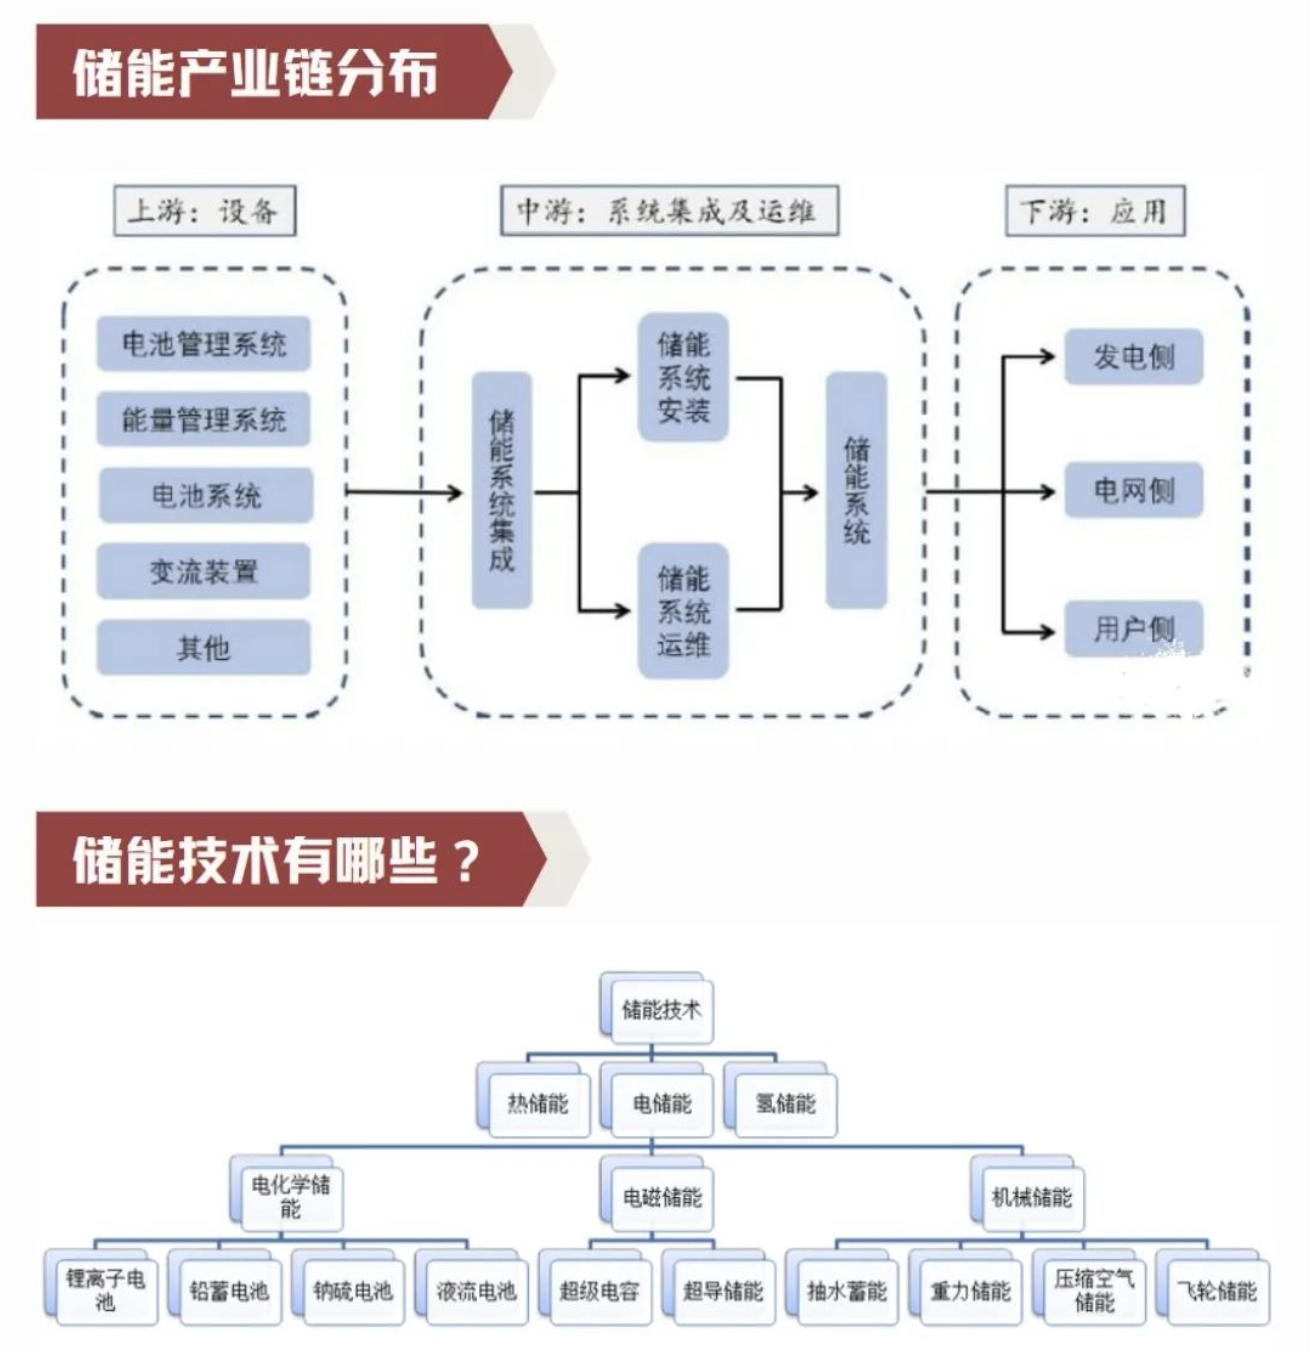 储能产业链分布
上游：设备
中游：系统集成及运维
下游：应用
电池管理系统
能量管理系统
电池系统
变流装置
其他
储能系统集成
储能
系统
安装
储能
系统
运维
储能系统
发电侧
电网侧
用户侧
储能技术有哪些？
储能技术
热储能
电储能
氢储能
电化学储
能
电磁储能
机械储能
锂离子电
池
铅蓄电池
钠硫电池
液流电池
超级电容
超导储能
抽水蓄能
重力储能
压缩空气
储能
飞轮储能